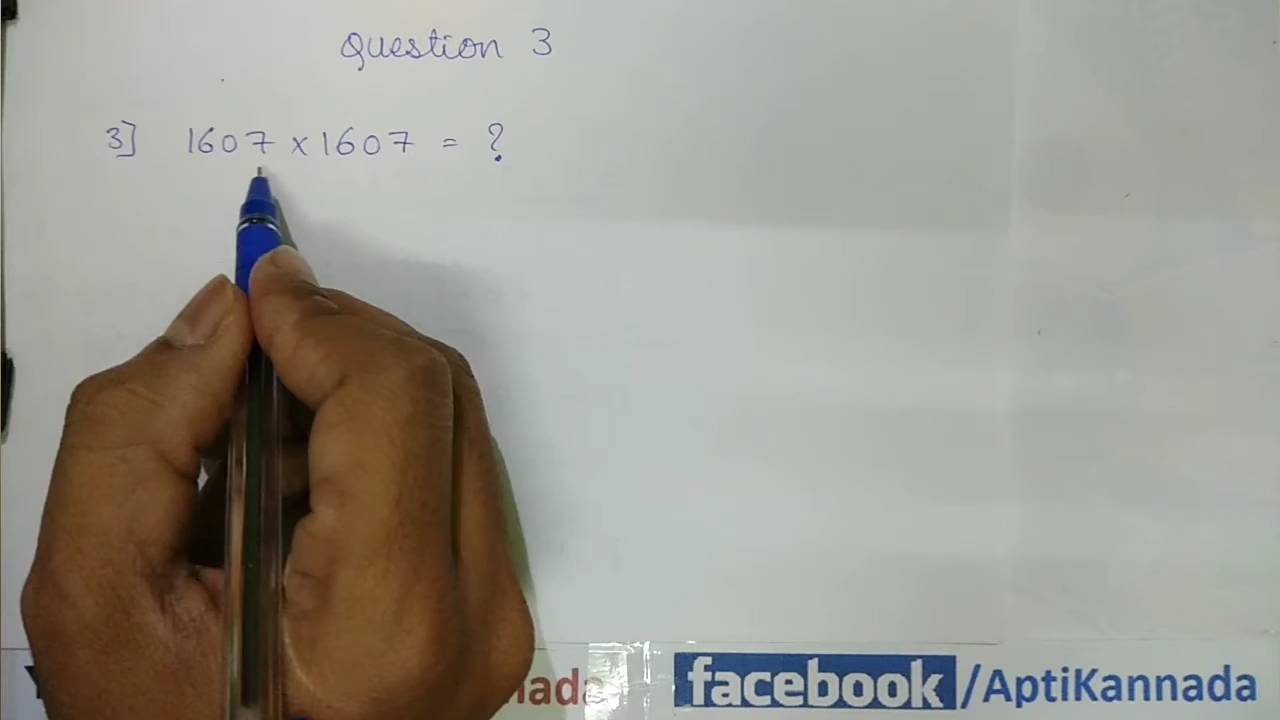 Question 3
3] 1607 x 1607 = ?
facebook/AptiKannada